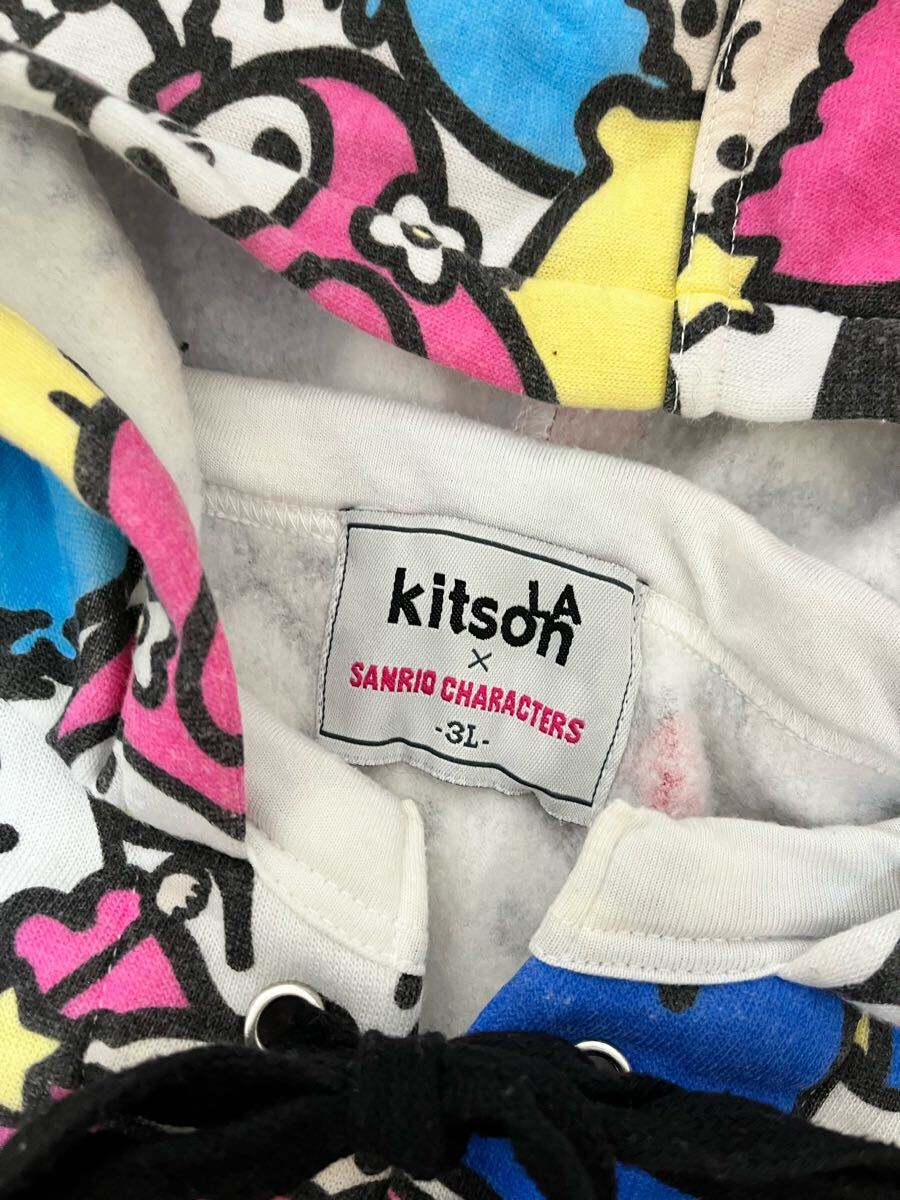 kitson LA
×
SANRIO CHARACTERS
-3L-